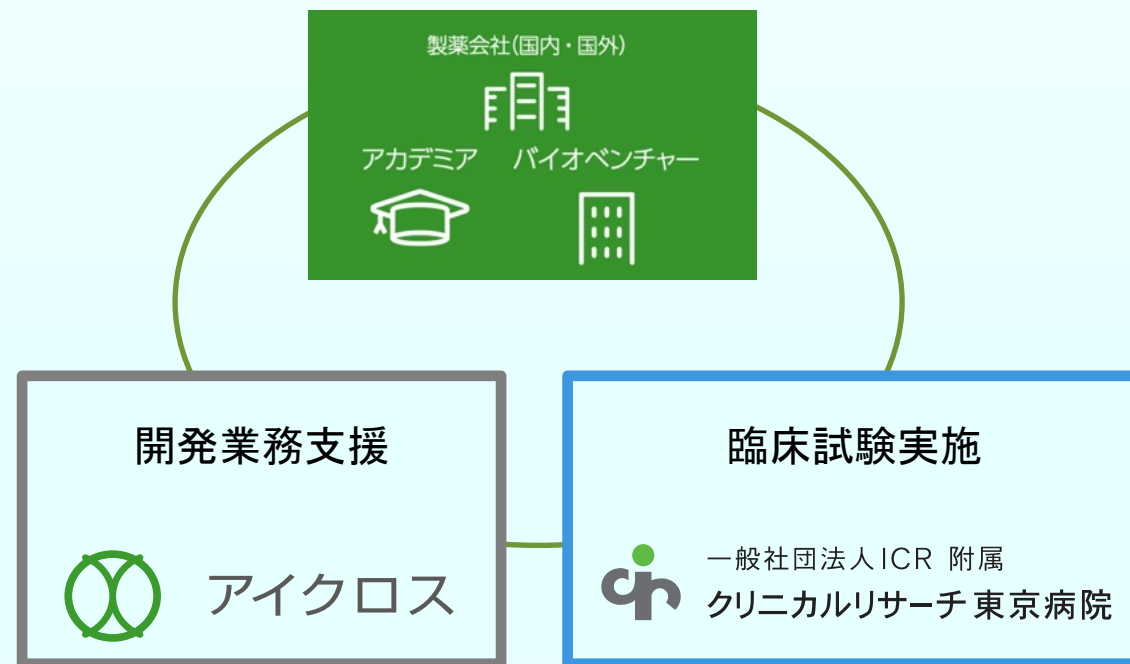 製薬会社(国内・国外)
アカデミア バイオベンチャー
開発業務支援
アイクロス
臨床試験実施
一般社団法人ICR 附属
クリニカルリサーチ東京病院